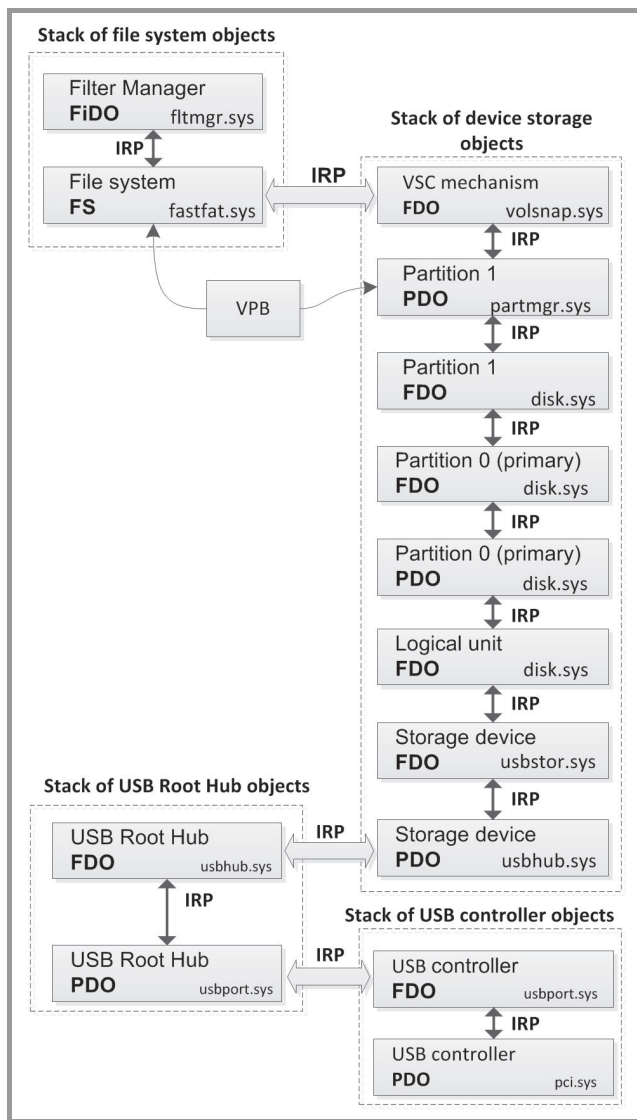 Stack of file system objects
Filter Manager
FiDO fltmgr.sys
IRP
File system
FS fastfat.sys
IRP
VPB
Stack of device storage
objects
VSC mechanism
FDO volsnap.sys
IRP
Partition 1
PDO partmgr.sys
IRP
Partition 1
FDO disk.sys
IRP
Partition 0 (primary)
FDO disk.sys
IRP
Partition 0 (primary)
PDO disk.sys
IRP
Logical unit
FDO disk.sys
IRP
Storage device
FDO usbstor.sys
IRP
Storage device
PDO usbhub.sys
Stack of USB Root Hub objects
USB Root Hub
FDO usbhub.sys
IRP
IRP
USB Root Hub
PDO usbport.sys
IRP
Stack of USB controller objects
USB controller
FDO usbport.sys
IRP
USB controller
PDO pci.sys